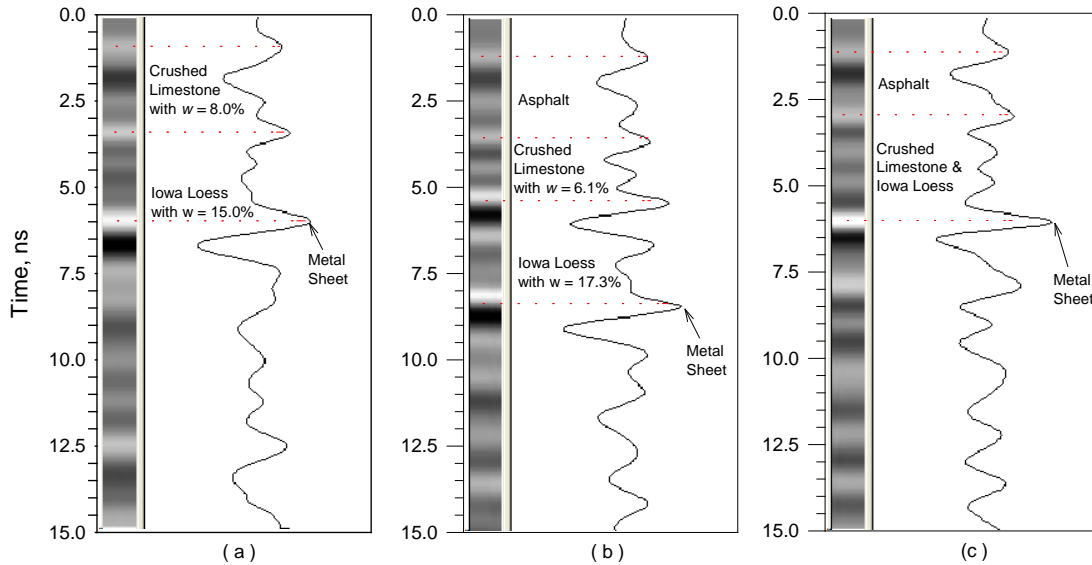 Time, ns
0.0
2.5
5.0
7.5
10.0
12.5
15.0
Crushed
Limestone
with w = 8.0%
Iowa Loess
with w = 15.0%
Metal
Sheet
( a )
0.0
2.5
5.0
7.5
10.0
12.5
15.0
Asphalt
Crushed
Limestone
with w = 6.1%
Iowa Loess
with w = 17.3%
Metal
Sheet
( b )
0.0
2.5
5.0
7.5
10.0
12.5
15.0
Asphalt
Crushed
Limestone &
Iowa Loess
Metal
Sheet
(c)